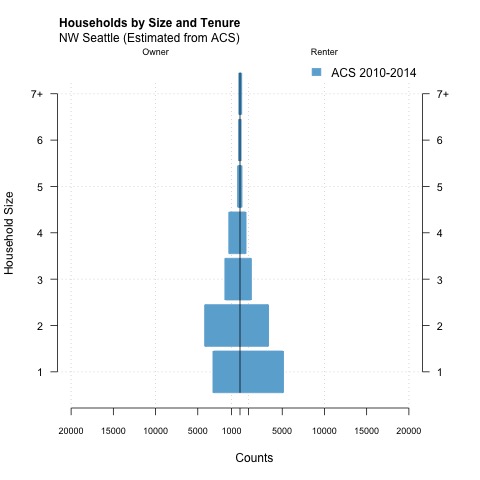 Households by Size and Tenure
NW Seattle (Estimated from ACS)
Owner Renter
ACS 2010-2014
7+ 7+
6 6
5 5
4 4
3 3
2 2
1 1
Household Size
20000 15000 10000 5000 1000 5000 10000 15000 20000
Counts